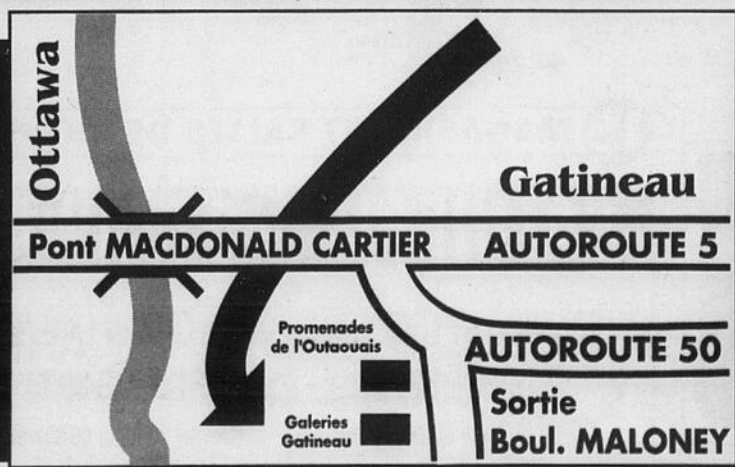 Ottawa
Gatineau
Pont MACDONALD CARTIER AUTOROUTE 5
Promenades
de l'Outaouais
AUTOROUTE 50
Galeries
Gatineau
Sortie
Boul. MALONEY